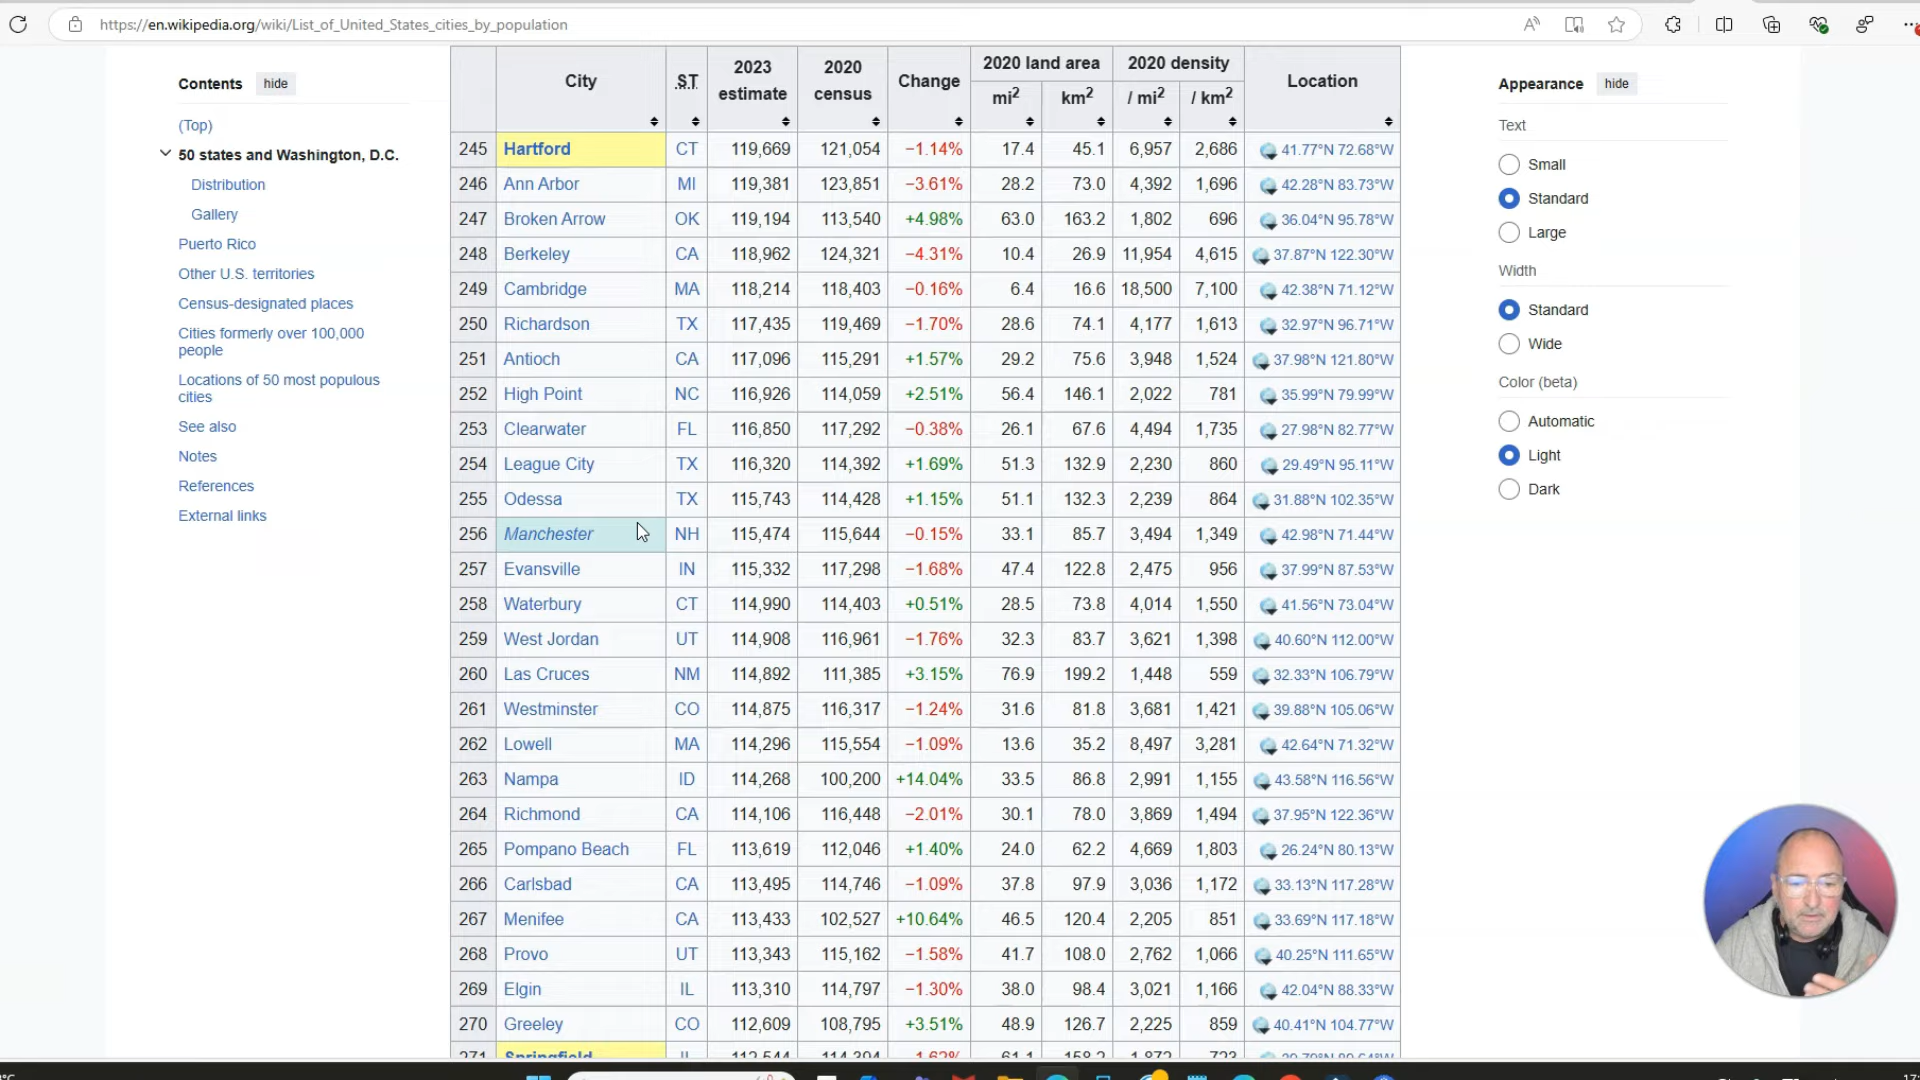 https://en.wikipedia.org/wiki/List_of_United_States_cities_by_population
Contents hide
(Top)
50 states and Washington, D.C.
Distribution
Gallery
Puerto Rico
Other U.S. territories
Census-designated places
Cities formerly over 100,000
people
Locations of 50 most populous
cities
See also
Notes
References
External links
City ST 2023 estimate 2020 census Change 2020 land area 2020 density Location
mi² km² / mi² / km²
245 Hartford CT 119,669 121,054 −1.14% 17.4 45.1 6,957 2,686 41.77°N 72.68°W
246 Ann Arbor MI 119,381 123,851 −3.61% 28.2 73.0 4,392 1,696 42.28°N 83.73°W
247 Broken Arrow OK 119,194 113,540 +4.98% 63.0 163.2 1,802 696 36.04°N 95.78°W
248 Berkeley CA 118,962 124,321 −4.31% 10.4 26.9 11,954 4,615 37.87°N 122.30°W
249 Cambridge MA 118,214 118,403 −0.16% 6.4 16.6 18,500 7,100 42.38°N 71.12°W
250 Richardson TX 117,435 119,469 −1.70% 28.6 74.1 4,177 1,613 32.97°N 96.71°W
251 Antioch CA 117,096 115,291 +1.57% 29.2 75.6 3,948 1,524 37.98°N 121.80°W
252 High Point NC 116,926 114,059 +2.51% 56.4 146.1 2,022 781 35.99°N 79.99°W
253 Clearwater FL 116,850 117,292 −0.38% 26.1 67.6 4,494 1,735 27.98°N 82.77°W
254 League City TX 116,320 114,392 +1.69% 51.3 132.9 2,230 860 29.49°N 95.11°W
255 Odessa TX 115,743 114,428 +1.15% 51.1 132.3 2,239 864 31.88°N 102.35°W
256 Manchester NH 115,474 115,644 −0.15% 33.1 85.7 3,494 1,349 42.98°N 71.44°W
257 Evansville IN 115,332 117,298 −1.68% 47.4 122.8 2,475 956 37.99°N 87.53°W
258 Waterbury CT 114,990 114,403 +0.51% 28.5 73.8 4,014 1,550 41.56°N 73.04°W
259 West Jordan UT 114,908 116,961 −1.76% 32.3 83.7 3,621 1,398 40.60°N 112.00°W
260 Las Cruces NM 114,892 111,385 +3.15% 76.9 199.2 1,448 559 32.33°N 106.79°W
261 Westminster CO 114,875 116,317 −1.24% 31.6 81.8 3,681 1,421 39.88°N 105.06°W
262 Lowell MA 114,296 115,554 −1.09% 13.6 35.2 8,497 3,281 42.64°N 71.32°W
263 Nampa ID 114,268 100,200 +14.04% 33.5 86.8 2,991 1,155 43.58°N 116.56°W
264 Richmond CA 114,106 116,448 −2.01% 30.1 78.0 3,869 1,494 37.95°N 122.36°W
265 Pompano Beach FL 113,619 112,046 +1.40% 24.0 62.2 4,669 1,803 26.24°N 80.13°W
266 Carlsbad CA 113,495 114,746 −1.09% 37.8 97.9 3,036 1,172 33.13°N 117.28°W
267 Menifee CA 113,433 102,527 +10.64% 46.5 120.4 2,205 851 33.69°N 117.18°W
268 Provo UT 113,343 115,162 −1.58% 41.7 108.0 2,762 1,066 40.25°N 111.65°W
269 Elgin IL 113,310 114,797 −1.30% 38.0 98.4 3,021 1,166 42.04°N 88.33°W
270 Greeley CO 112,609 108,795 +3.51% 48.9 126.7 2,225 859 40.41°N 104.77°W
271 Springfield IL 112,544 114,394 −1.62% 61.1 158.2 1,872 723
Appearance hide
Text
Small
Standard
Large
Width
Standard
Wide
Color (beta)
Automatic
Light
Dark